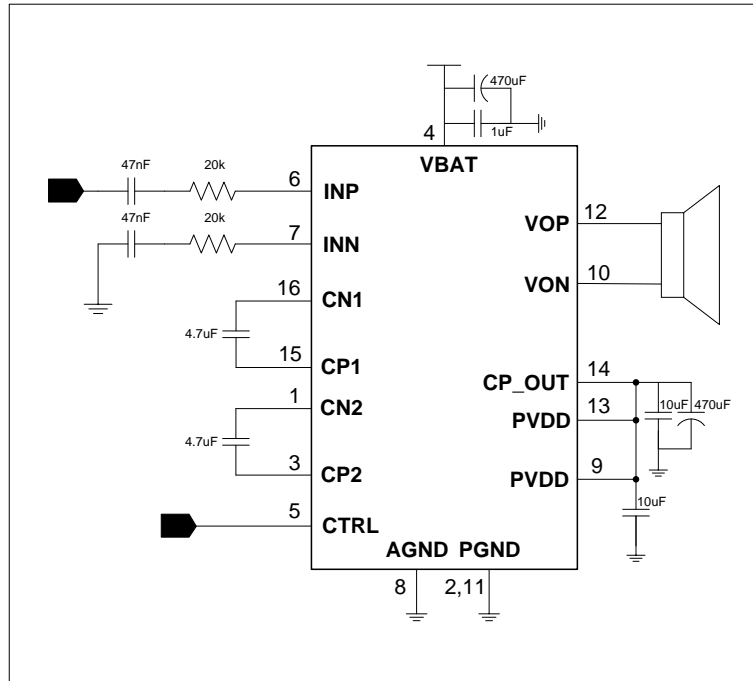 470uF
1uF
4
VBAT
47nF
20k
6
INP
47nF
20k
7
INN
16
CN1
4.7uF
15
CP1
1
CN2
4.7uF
3
CP2
5
CTRL
VOP
12
VON
10
14
CP_OUT
10uF
470uF
13
PVDD
9
PVDD
10uF
AGND
PGND
8
2,11